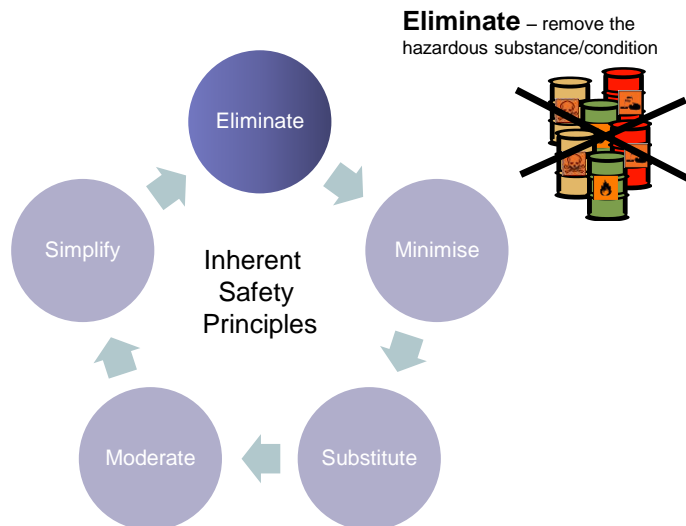 Eliminate – remove the
hazardous substance/condition
Eliminate
Simplify
Minimise
Inherent
Safety
Principles
Moderate
Substitute